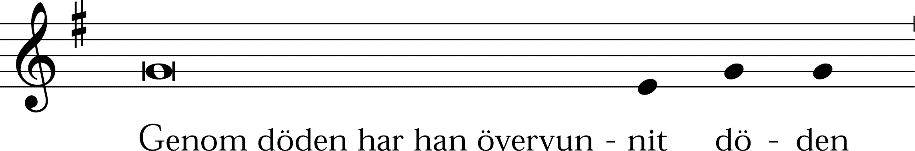 Genom döden har han övervun - nit dö - den